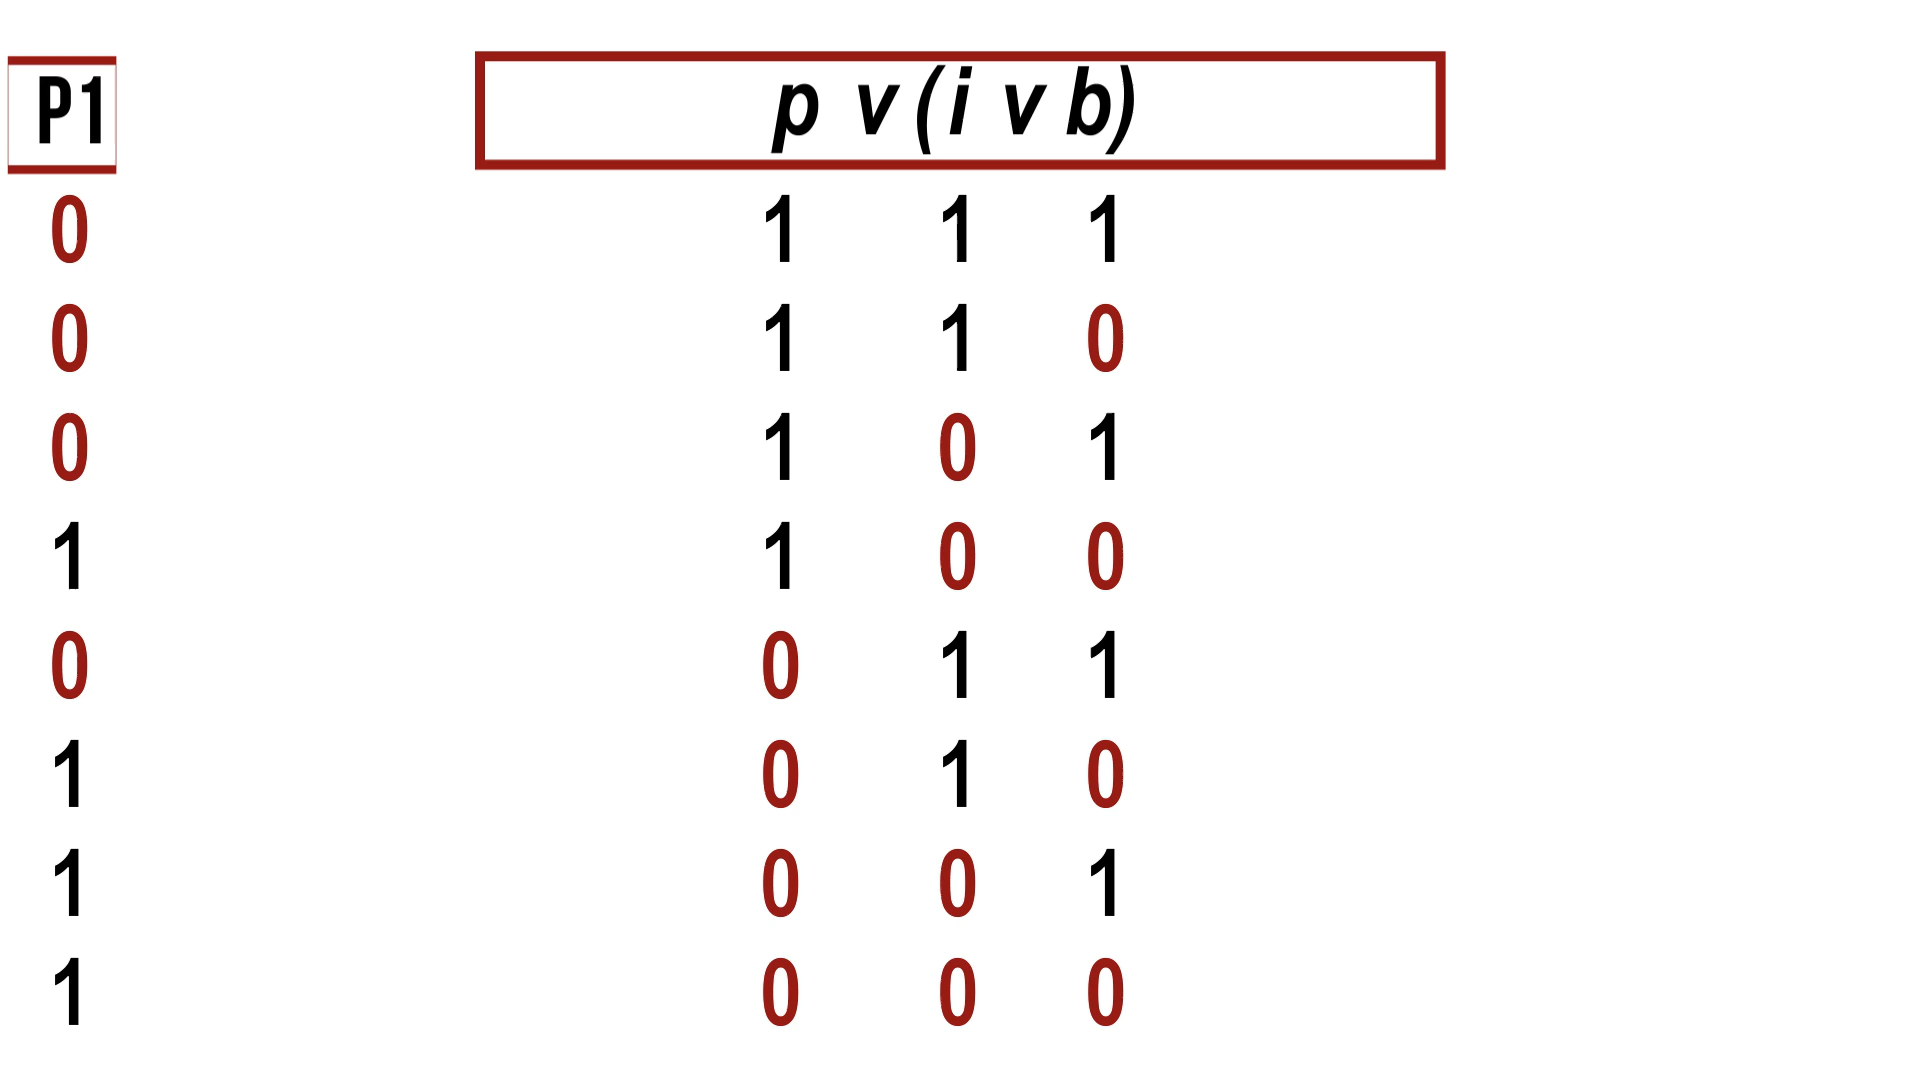 P1 p v (i v b)
0 1 1 1
0 1 1 0
0 1 0 1
1 1 0 0
0 0 1 1
1 0 1 0
1 0 0 1
1 0 0 0